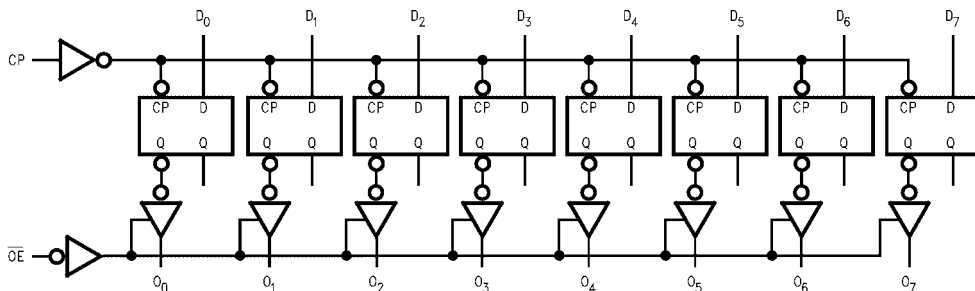 D₀ D₁ D₂ D₃ D₄ D₅ D₆ D₇
CP
CP D CP D CP D CP D CP D CP D CP D CP D
Q Q Q Q Q Q Q Q Q Q Q Q Q Q Q Q
O̅E̅
O₀ O₁ O₂ O₃ O₄ O₅ O₆ O₇